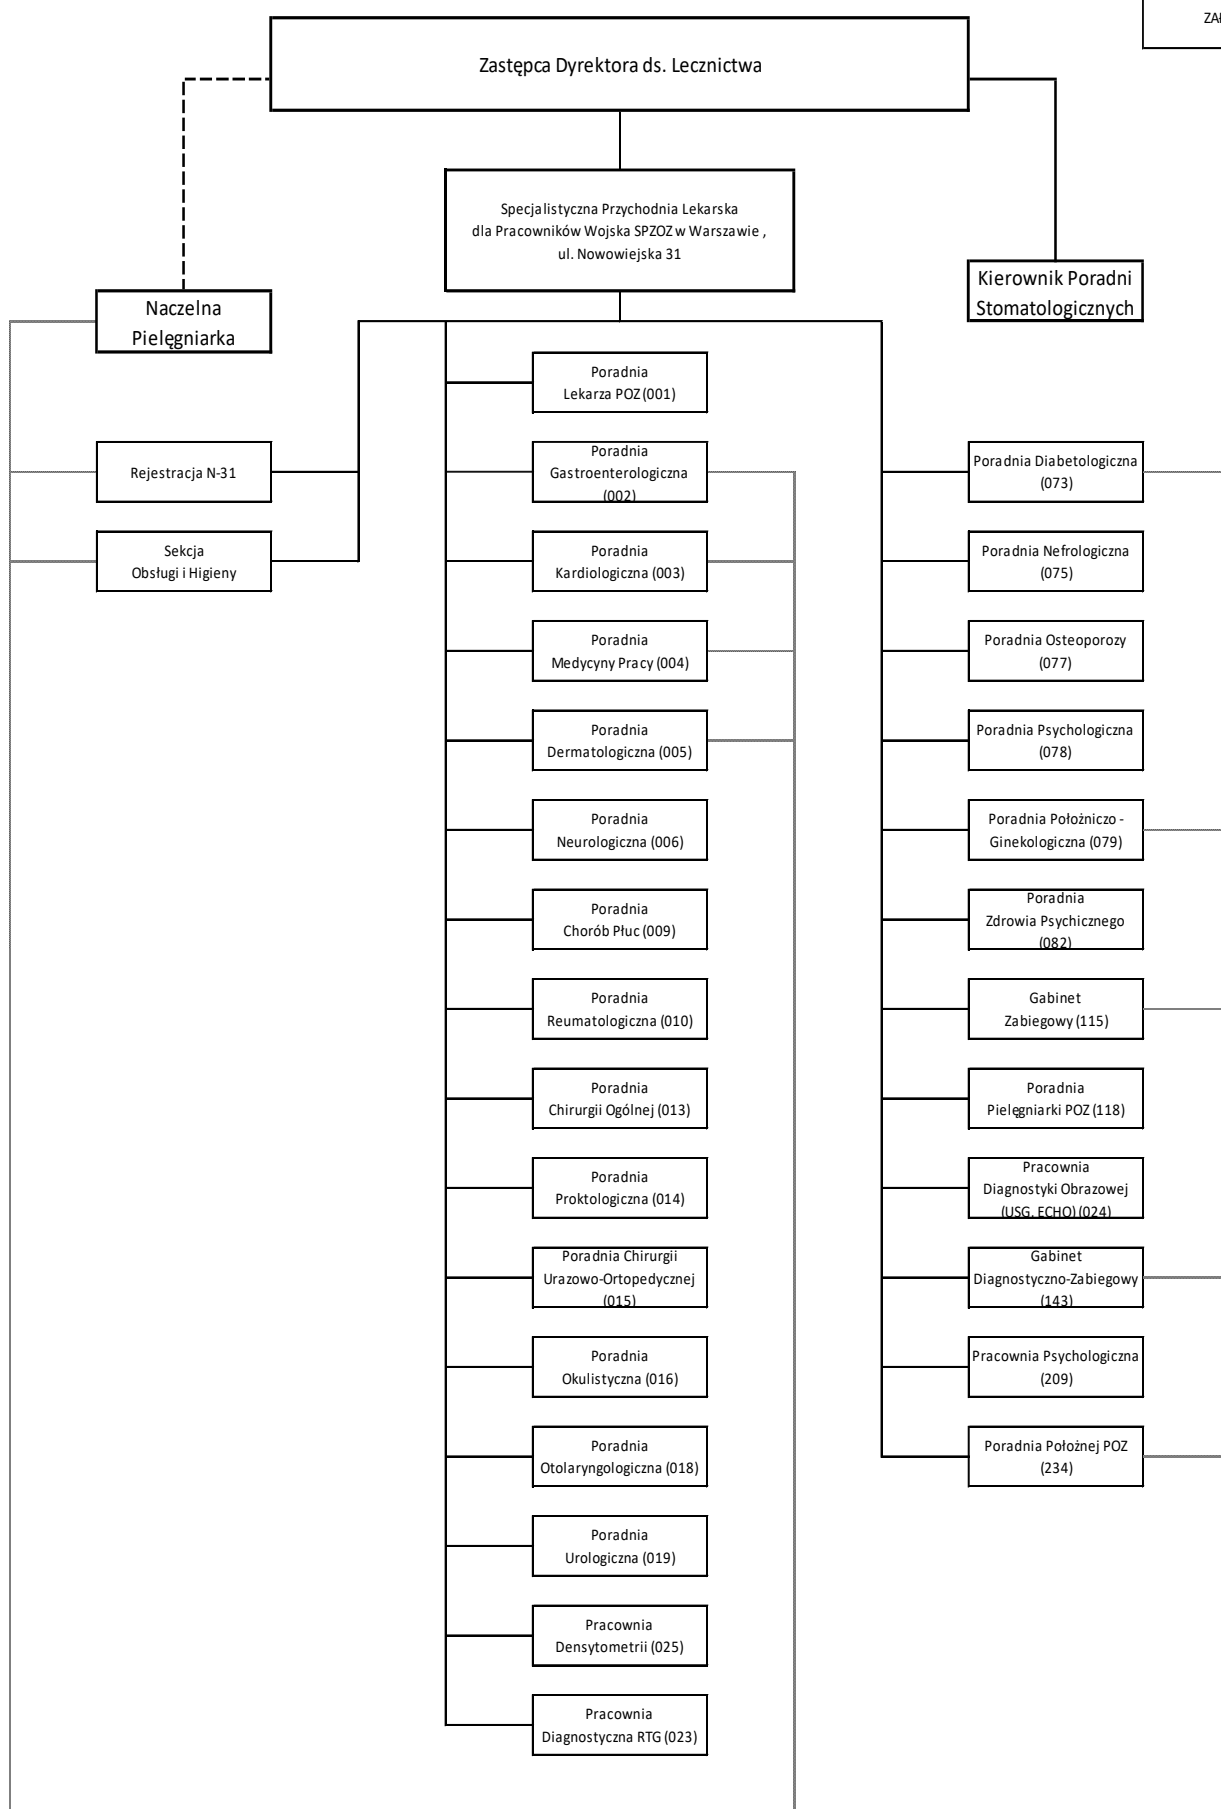 ZAŁ
Zastępca Dyrektora ds. Lecznictwa
Specjalistyczna Przychodnia Lekarska
dla Pracowników Wojska SPZOZ w Warszawie ,
ul. Nowowiejska 31
Kierownik Poradni
Stomatologicznych
Naczelna
Pielęgniarka
Rejestracja N-31
Sekcja
Obsługi i Higieny
Poradnia
Lekarza POZ (001)
Poradnia
Gastroenterologiczna
(002)
Poradnia
Kardiologiczna (003)
Poradnia
Medycyny Pracy (004)
Poradnia
Dermatologiczna (005)
Poradnia
Neurologiczna (006)
Poradnia
Chorób Płuc (009)
Poradnia
Reumatologiczna (010)
Poradnia
Chirurgii Ogólnej (013)
Poradnia
Proktologiczna (014)
Poradnia Chirurgii
Urazowo-Ortopedycznej
(015)
Poradnia
Okulistyczna (016)
Poradnia
Otolaryngologiczna (018)
Poradnia
Urologiczna (019)
Pracownia
Densytometrii (025)
Pracownia
Diagnostyczna RTG (023)
Poradnia Diabetologiczna
(073)
Poradnia Nefrologiczna
(075)
Poradnia Osteoporozy
(077)
Poradnia Psychologiczna
(078)
Poradnia Położniczo -
Ginekologiczna (079)
Poradnia
Zdrowia Psychicznego
(082)
Gabinet
Zabiegowy (115)
Poradnia
Pielęgniarki POZ (118)
Pracownia
Diagnostyki Obrazowej
(USG, ECHO) (024)
Gabinet
Diagnostyczno-Zabiegowy
(143)
Pracownia Psychologiczna
(209)
Poradnia Położnej POZ
(234)